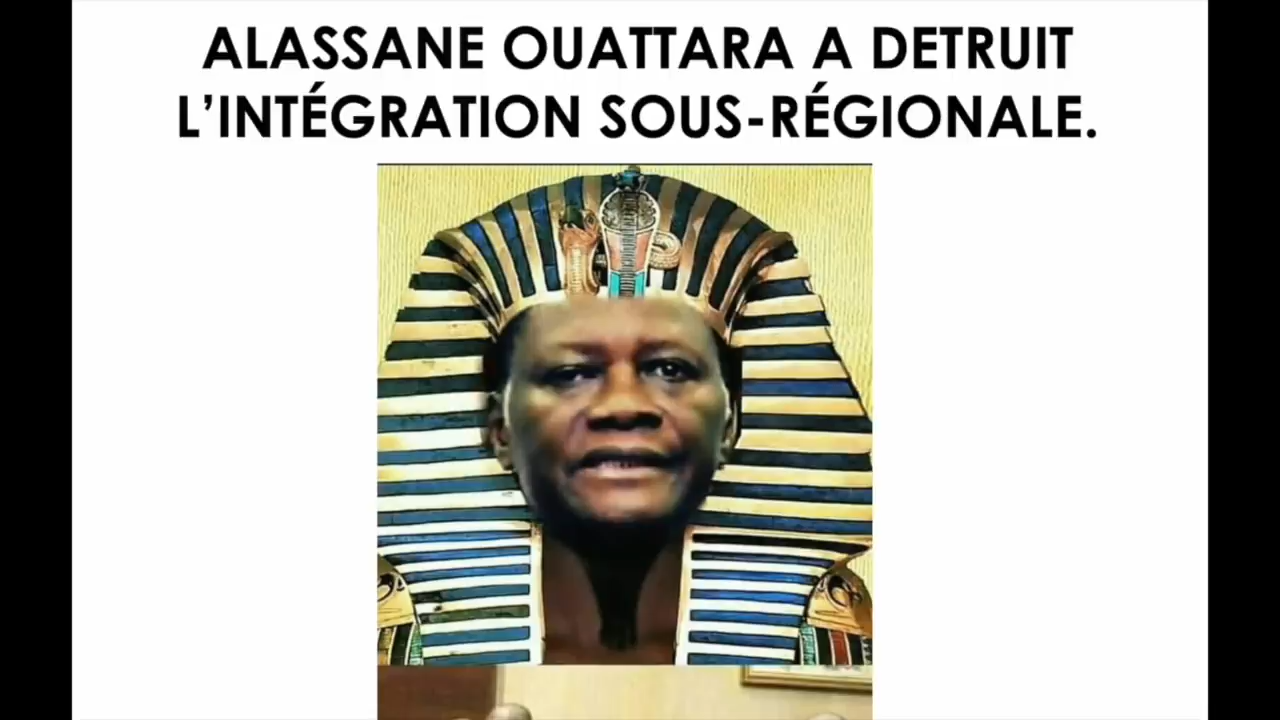 ALASSANE OUATTARA A DETRUIT
L’INTÉGRATION SOUS-RÉGIONALE.